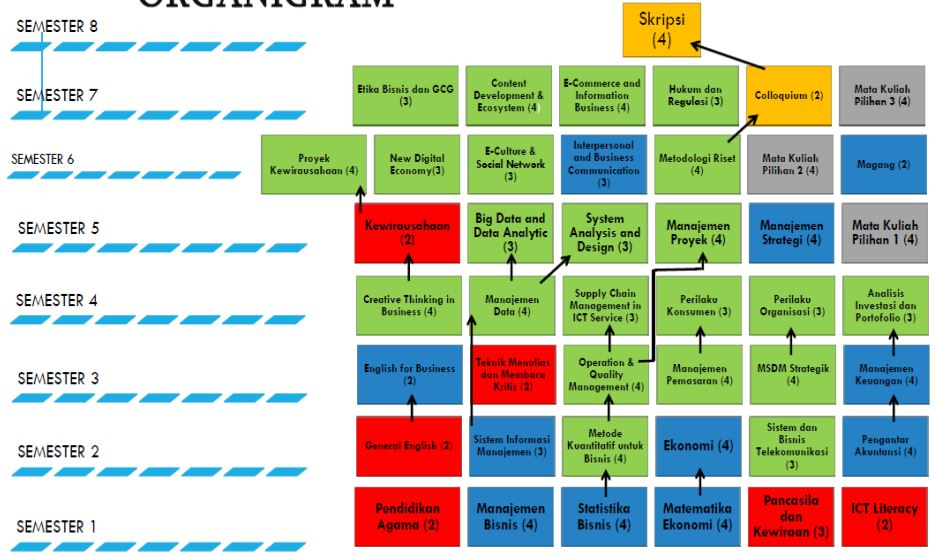 ORGANIGRAM
SEMESTER 8
Skripsi
(4)
SEMESTER 7
Etika Bisnis dan GCG
(3)
Content
Development &
Ecosystem (4)
E-Commerce and
Information
Business (4)
Hukum dan
Regulasi (3)
Colloquium (2)
Mata Kuliah
Pilihan 3 (4)
SEMESTER 6
Proyek
Kewirausahaan (4)
New Digital
Economy(3)
E-Culture &
Social Network
(3)
Interpersonal
and Business
Communication
(3)
Metodologi Riset
(4)
Mata Kuliah
Pilihan 2 (4)
Magang (2)
SEMESTER 5
Kewirausahaan
(2)
Big Data and
Data Analytic
(3)
System
Analysis and
Design (3)
Manajemen
Proyek (4)
Manajemen
Strategi (4)
Mata Kuliah
Pilihan 1 (4)
SEMESTER 4
Creative Thinking in
Business (4)
Manajemen
Data (4)
Supply Chain
Management in
ICT Service (3)
Perilaku
Konsumen (3)
Perilaku
Organisasi (3)
Analisis
Investasi dan
Portofolio (3)
SEMESTER 3
English for Business
(2)
Teknik Menulias
dan Membaca
Kritis (2)
Operation &
Quality
Management (4)
Manajemen
Pemasaran (4)
MSDM Strategik
(4)
Manajemen
Keuangan (4)
SEMESTER 2
General English (2)
Sistem Informasi
Manajemen (3)
Metode
Kuantitatif untuk
Bisnis (4)
Ekonomi (4)
Sistem dan
Bisnis
Telekomunikasi
(3)
Pengantar
Akuntansi (4)
SEMESTER 1
Pendidikan
Agama (2)
Manajemen
Bisnis (4)
Statistika
Bisnis (4)
Matematika
Ekonomi (4)
Pancasila
dan
Kewiraan (3)
ICT Literacy
(2)